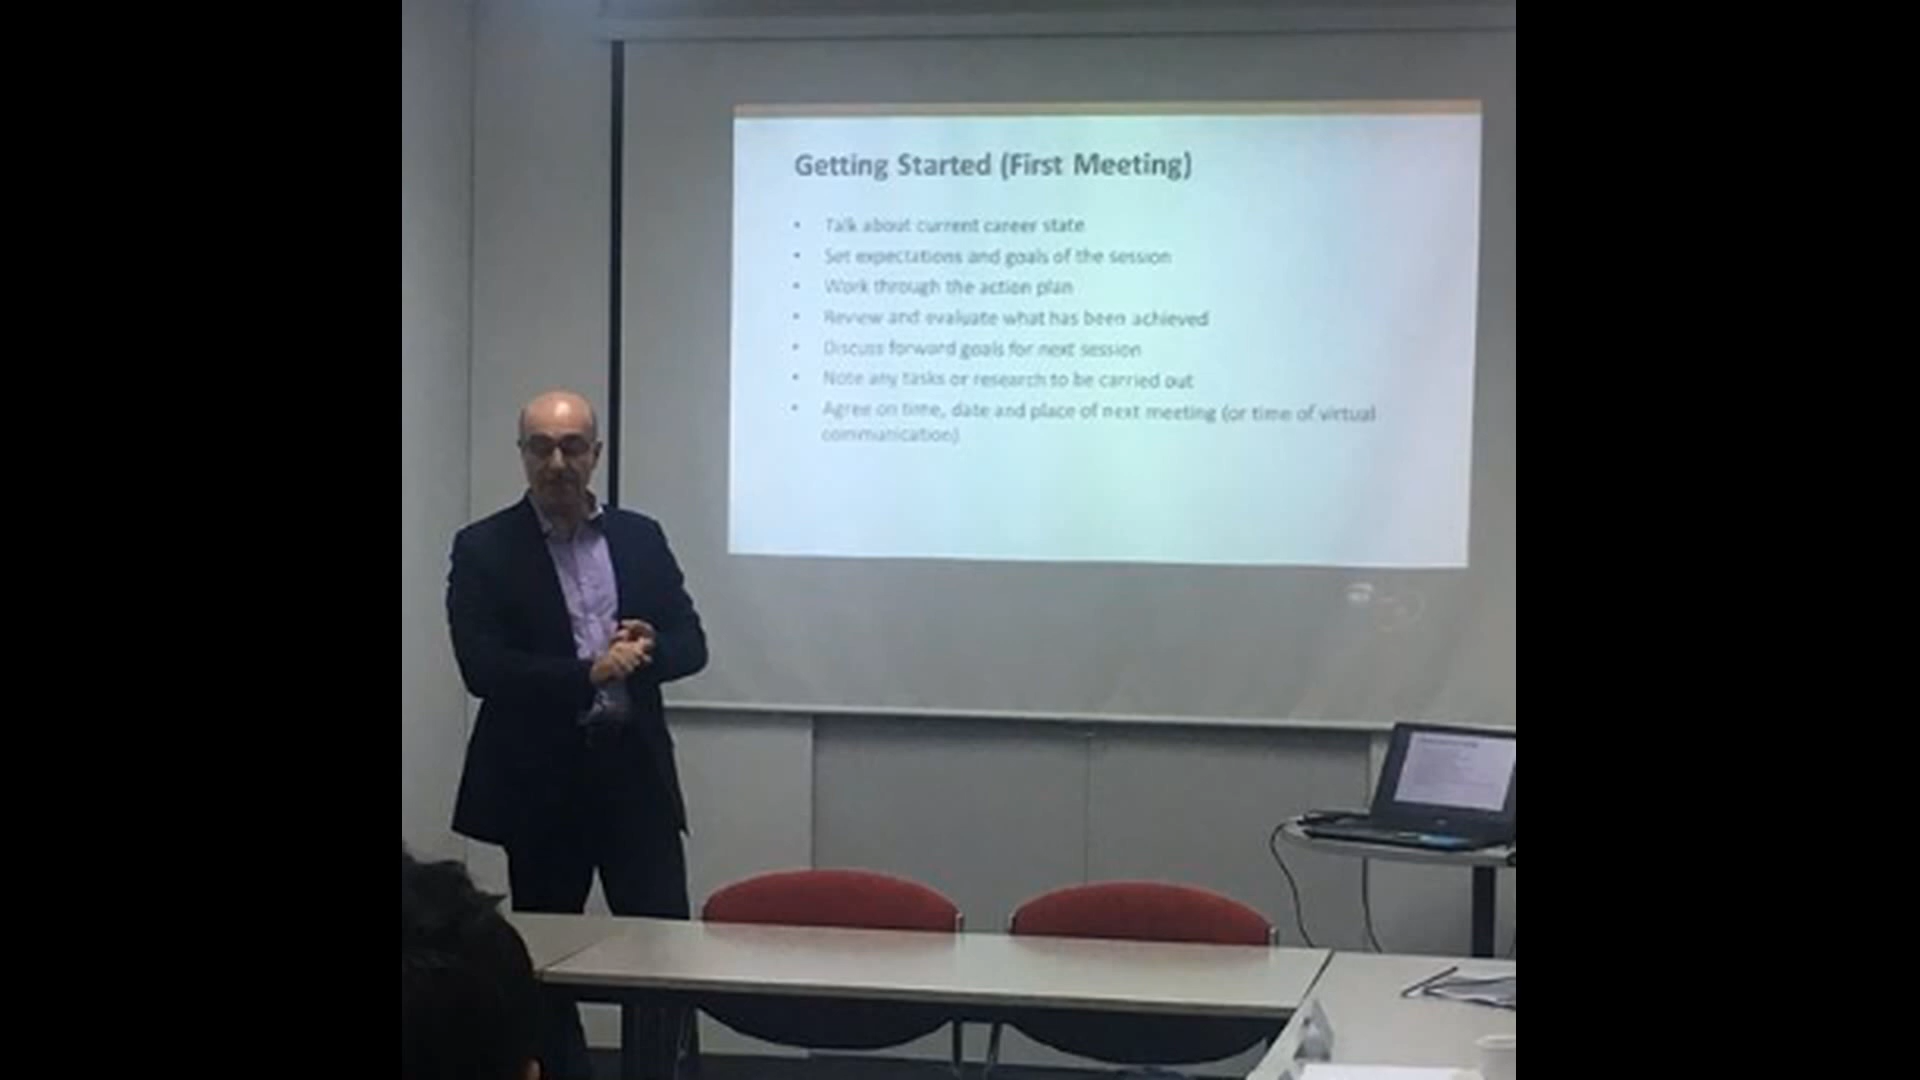 Getting Started (First Meeting)
• Talk about current career state
• Set expectations and goals of the session
• Work through the action plan
• Review and evaluate what has been achieved
• Discuss forward goals for next session
• Note any tasks or research to be carried out
• Agree on time, date and place of next meeting (or time of virtual
communication)